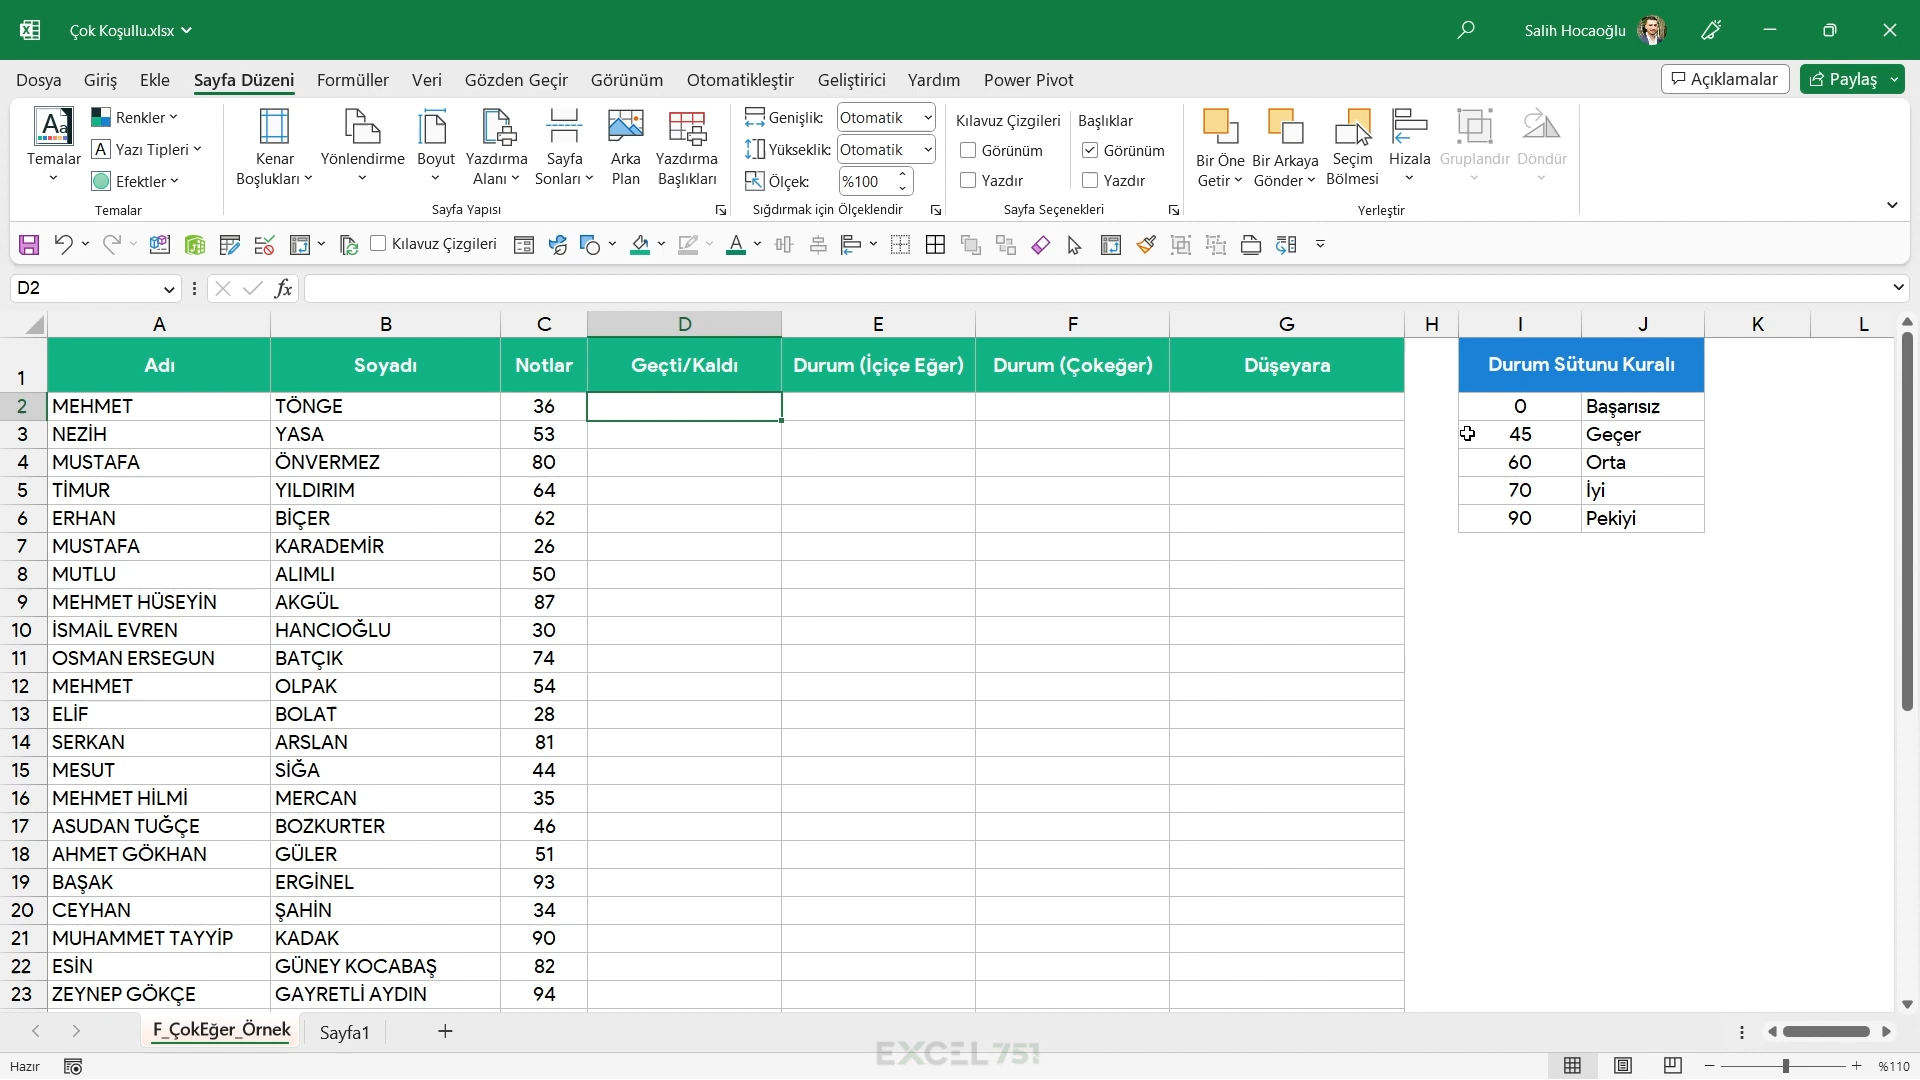 Çok Koşullu.xlsx
Salih Hocaoğlu
Dosya Giriş Ekle Sayfa Düzeni Formüller Veri Gözden Geçir Görünüm Otomatikleştir Geliştirici Yardım Power Pivot
Açıklamalar Paylaş
Aa
Temalar
Renkler
A Yazı Tipleri
Efektler
Temalar
Kenar Boşlukları
Yönlendirme
Boyut
Yazdırma Alanı
Sayfa Sonları
Arka Plan
Yazdırma Başlıkları
Sayfa Yapısı
Genişlik: Otomatik
Yükseklik: Otomatik
Ölçek: %100
Sığdırmak için Ölçeklendir
Kılavuz Çizgileri Başlıklar
Görünüm Görünüm
Yazdır Yazdır
Sayfa Seçenekleri
Bir Öne Getir
Bir Arkaya Gönder
Seçim Bölmesi
Hizala
Gruplandır
Döndür
Yerleştir
Kılavuz Çizgileri
D2 fx
A B C D E F G H I J K L
1 Adı Soyadı Notlar Geçti/Kaldı Durum (İçiçe Eğer) Durum (Çokeğer) Düşeyara Durum Sütunu Kuralı
2 MEHMET TÖNGE 36 0 Başarısız
3 NEZİH YASA 53 45 Geçer
4 MUSTAFA ÖNVERMEZ 80 60 Orta
5 TİMUR YILDIRIM 64 70 İyi
6 ERHAN BİÇER 62 90 Pekiyi
7 MUSTAFA KARADEMİR 26
8 MUTLU ALIMLI 50
9 MEHMET HÜSEYİN AKGÜL 87
10 İSMAİL EVREN HANCIOĞLU 30
11 OSMAN ERSEGUN BATÇIK 74
12 MEHMET OLPAK 54
13 ELİF BOLAT 28
14 SERKAN ARSLAN 81
15 MESUT SİĞA 44
16 MEHMET HİLMİ MERCAN 35
17 ASUDAN TUĞÇE BOZKURTER 46
18 AHMET GÖKHAN GÜLER 51
19 BAŞAK ERGİNEL 93
20 CEYHAN ŞAHİN 34
21 MUHAMMET TAYYİP KADAK 90
22 ESİN GÜNEY KOCABAŞ 82
23 ZEYNEP GÖKÇE GAYRETLİ AYDIN 94
F_ÇokEğer_Örnek Sayfa1
EXCEL 751
Hazır
%110